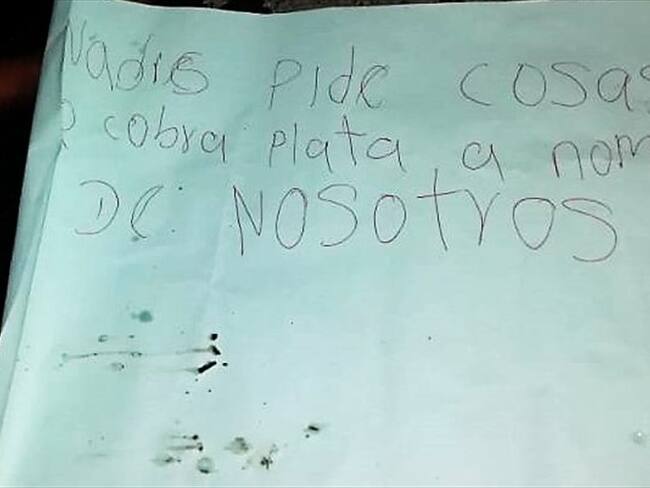 Nadie pide cosas
o cobra plata a nom
De NOSOTROS